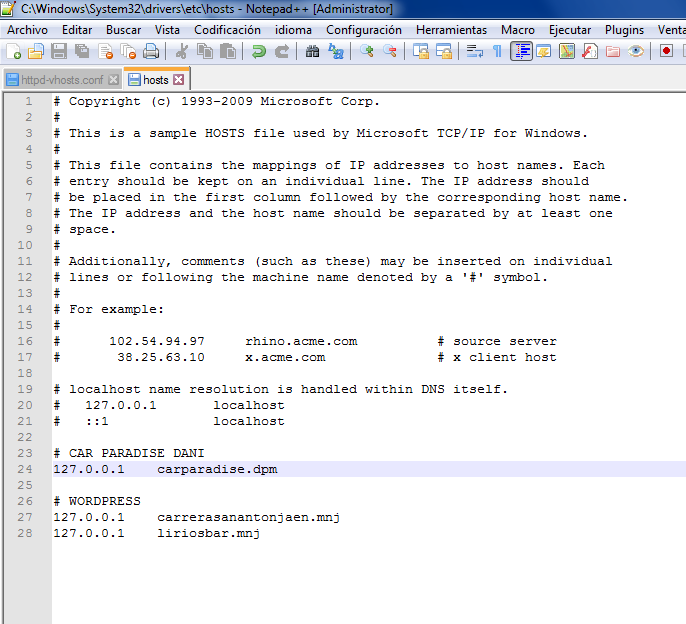 C:\Windows\System32\drivers\etc\hosts - Notepad++ [Administrator]
Archivo Editar Buscar Vista Codificación idioma Configuración Herramientas Macro Ejecutar Plugins Venta
httpd-vhosts.conf hosts
1 # Copyright (c) 1993-2009 Microsoft Corp.
2 #
3 # This is a sample HOSTS file used by Microsoft TCP/IP for Windows.
4 #
5 # This file contains the mappings of IP addresses to host names. Each
6 # entry should be kept on an individual line. The IP address should
7 # be placed in the first column followed by the corresponding host name.
8 # The IP address and the host name should be separated by at least one
9 # space.
10 #
11 # Additionally, comments (such as these) may be inserted on individual
12 # lines or following the machine name denoted by a '#' symbol.
13 #
14 # For example:
15 #
16 #      102.54.94.97     rhino.acme.com          # source server
17 #       38.25.63.10     x.acme.com              # x client host
18
19 # localhost name resolution is handled within DNS itself.
20 #   127.0.0.1       localhost
21 #   ::1             localhost
22
23 # CAR PARADISE DANI
24 127.0.0.1    carparadise.dpm
25
26 # WORDPRESS
27 127.0.0.1    carrerasanantonjaen.mnj
28 127.0.0.1    liriosbar.mnj